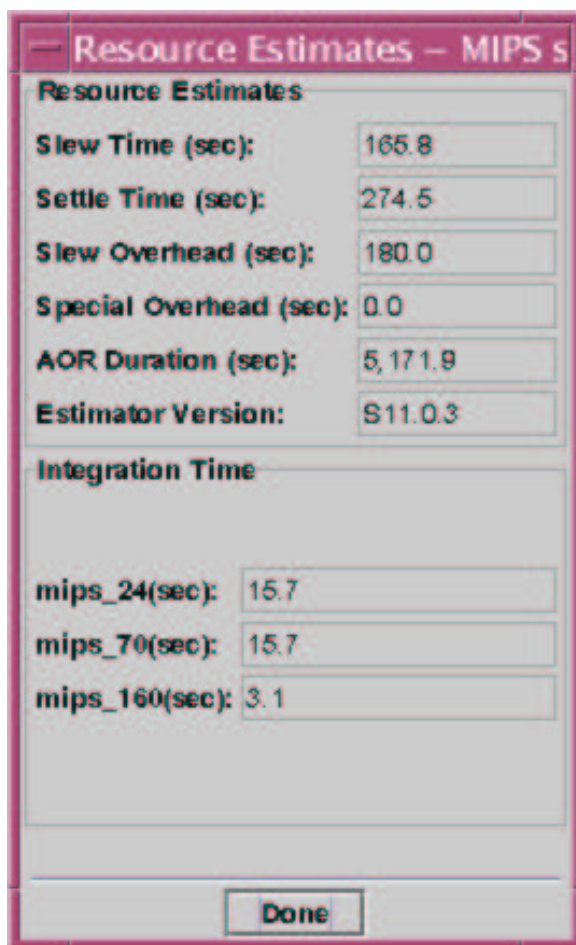 Resource Estimates – MIPS s
Resource Estimates
Slew Time (sec): 165.8
Settle Time (sec): 274.5
Slew Overhead (sec): 180.0
Special Overhead (sec): 0.0
AOR Duration (sec): 5,171.9
Estimator Version: S11.0.3
Integration Time
mips_24(sec): 15.7
mips_70(sec): 15.7
mips_160(sec): 3.1
Done